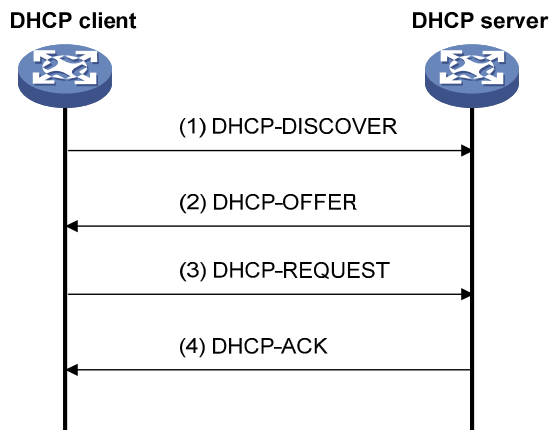 DHCP client
DHCP server
(1) DHCP-DISCOVER
(2) DHCP-OFFER
(3) DHCP-REQUEST
(4) DHCP-ACK